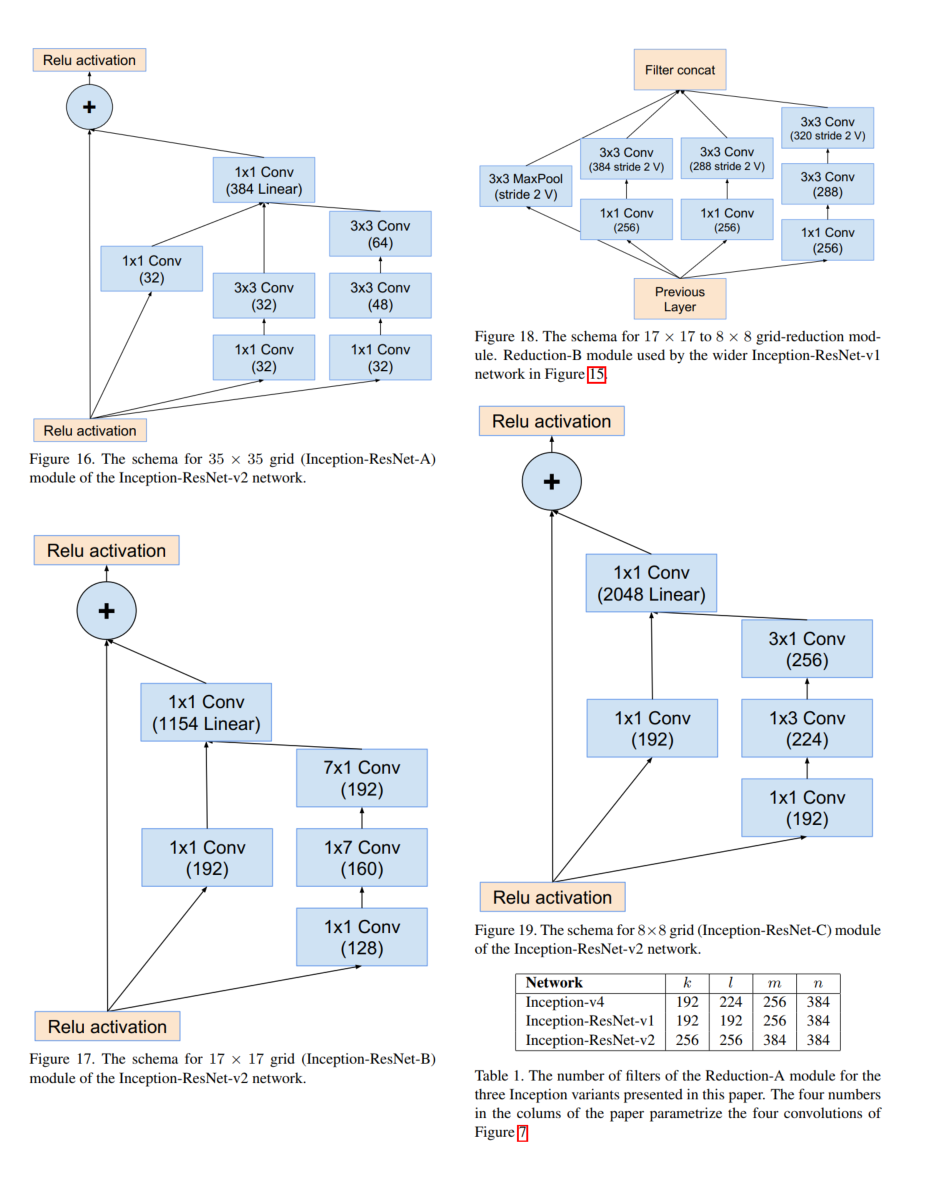 Relu activation
+
1x1 Conv
(384 Linear)
3x3 Conv
(64)
1x1 Conv
(32)
3x3 Conv
(32)
3x3 Conv
(48)
1x1 Conv
(32)
1x1 Conv
(32)
Relu activation
Figure 16. The schema for 35 × 35 grid (Inception-ResNet-A)
module of the Inception-ResNet-v2 network.
Relu activation
+
1x1 Conv
(1154 Linear)
7x1 Conv
(192)
1x1 Conv
(192)
1x7 Conv
(160)
1x1 Conv
(128)
Relu activation
Figure 17. The schema for 17 × 17 grid (Inception-ResNet-B)
module of the Inception-ResNet-v2 network.
Filter concat
3x3 Conv
(320 stride 2 V)
3x3 MaxPool
(stride 2 V)
3x3 Conv
(384 stride 2 V)
3x3 Conv
(288 stride 2 V)
3x3 Conv
(288)
1x1 Conv
(256)
1x1 Conv
(256)
1x1 Conv
(256)
Previous
Layer
Figure 18. The schema for 17 × 17 to 8 × 8 grid-reduction mod-
ule. Reduction-B module used by the wider Inception-ResNet-v1
network in Figure 15.
Relu activation
+
1x1 Conv
(2048 Linear)
3x1 Conv
(256)
1x1 Conv
(192)
1x3 Conv
(224)
1x1 Conv
(192)
Relu activation
Figure 19. The schema for 8×8 grid (Inception-ResNet-C) module
of the Inception-ResNet-v2 network.
Network k l m n
Inception-v4 192 224 256 384
Inception-ResNet-v1 192 192 256 384
Inception-ResNet-v2 256 256 384 384
Table 1. The number of filters of the Reduction-A module for the
three Inception variants presented in this paper. The four numbers
in the colums of the paper parametrize the four convolutions of
Figure 7